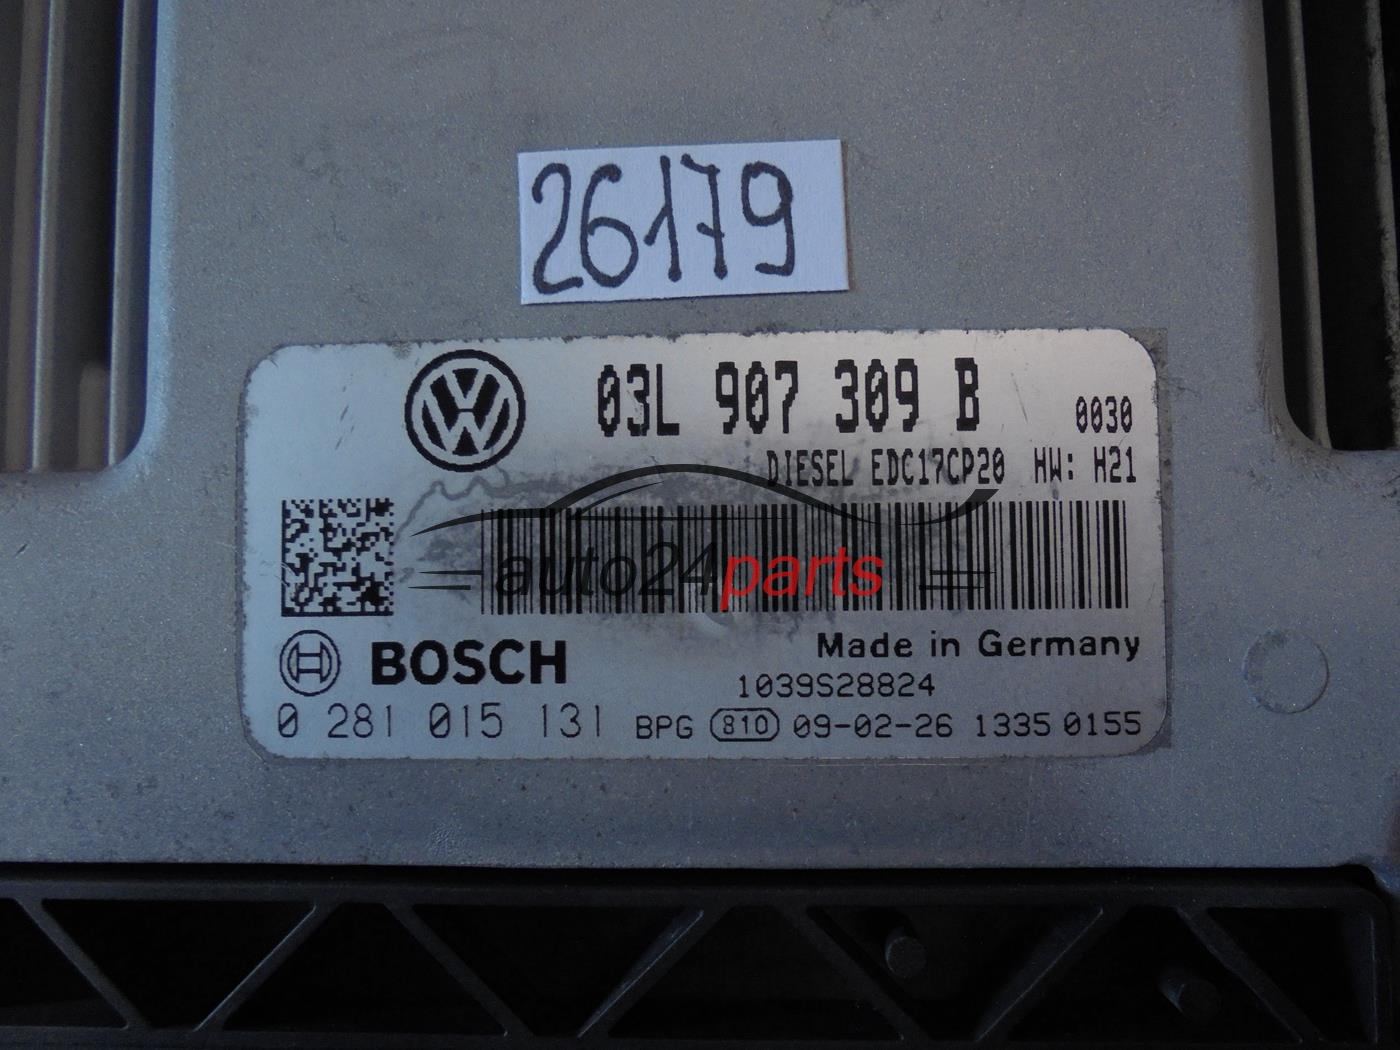 26179
03L 907 309 B 0030
DIESEL EDC17CP20 HW: H21
auto24parts
BOSCH Made in Germany
1039S28824
0 281 015 131 BPG 810 09-02-26 1335 0155